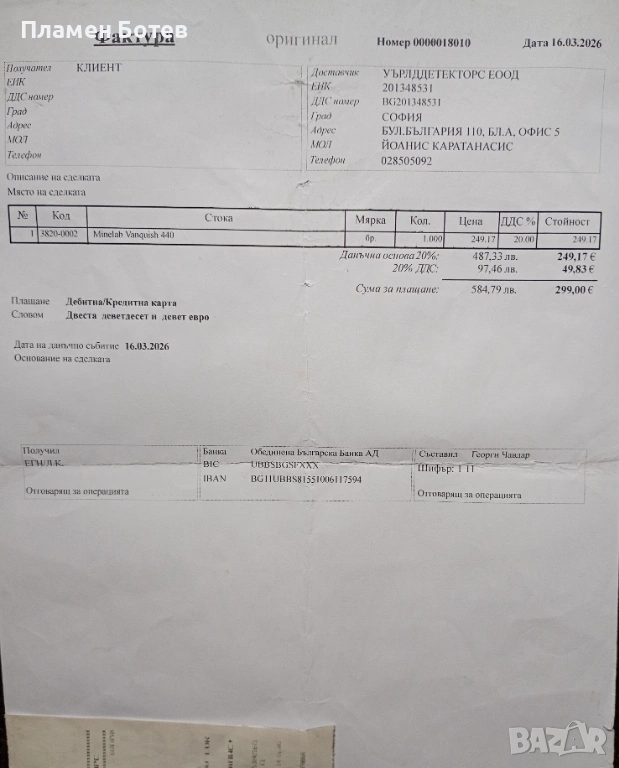 Пламен Ботев
Фактура оригинал Номер 0000018010 Дата 16.03.2026
Получател КЛИЕНТ
ЕИК
ДДС номер
Град
Адрес
МОЛ
Телефон
Доставчик УЪРЛДДЕТЕКТОРС ЕООД
ЕИК 201348531
ДДС номер BG201348531
Град СОФИЯ
Адрес БУЛ.БЪЛГАРИЯ 110, БЛ.А, ОФИС 5
МОЛ ЙОАНИС КАРАТАНАСИС
Телефон 028505092
Описание на сделката
Място на сделката
№ Код Стока Мярка Кол. Цена ДДС % Стойност
1 3820-0002 Minelab Vanquish 440 бр. 1.000 249.17 20.00 249.17
Данъчна основа 20%: 487,33 лв. 249,17 €
20% ДДС: 97,46 лв. 49,83 €
Сума за плащане: 584,79 лв. 299,00 €
Плащане Дебитна/Кредитна карта
Словом Двеста деветдесет и девет евро
Дата на данъчно събитие 16.03.2026
Основание на сделката
Получил
ЕГН/ЛК.
Отговарящ за операцията
Банка Обединена Българска Банка АД
BIC UBBSBGSFXXX
IBAN BG11UBBS81551006117594
Съставил Георги Чандар
Шифър: 1 11
Отговарящ за операцията
BAZAR